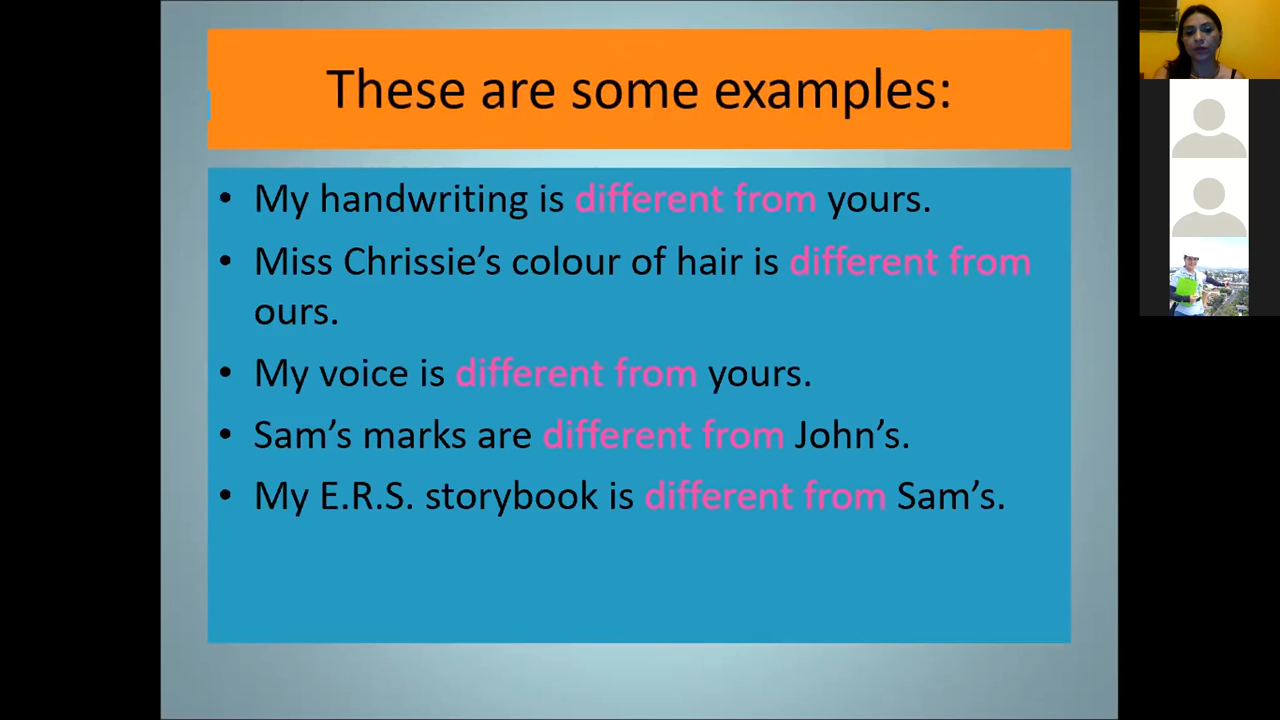 These are some examples:
• My handwriting is different from yours.
• Miss Chrissie’s colour of hair is different from
ours.
• My voice is different from yours.
• Sam’s marks are different from John’s.
• My E.R.S. storybook is different from Sam’s.